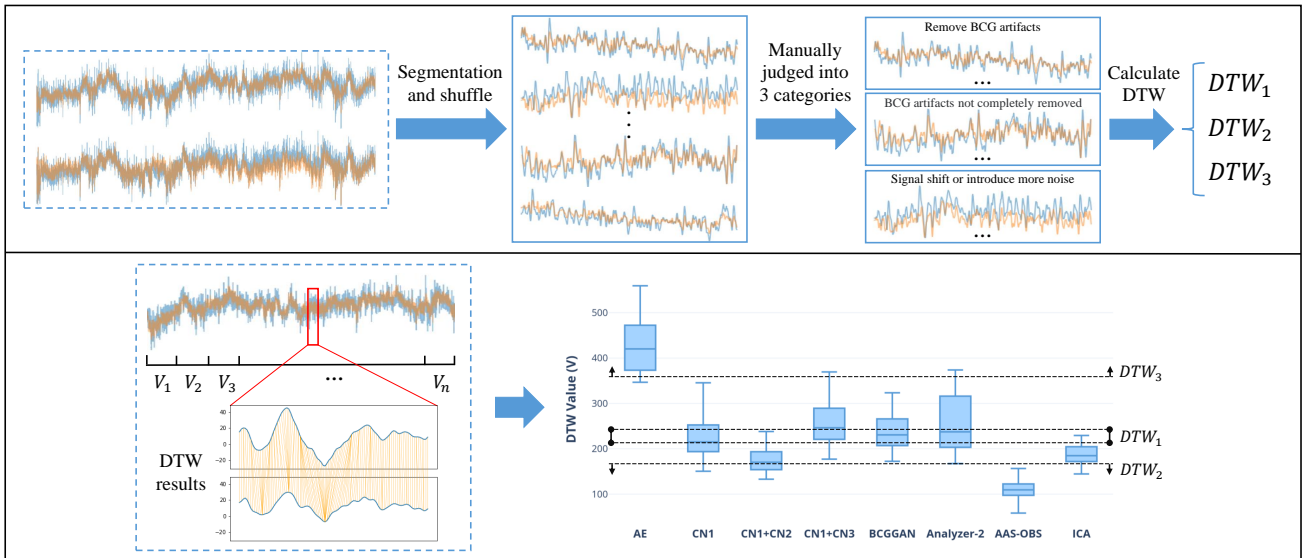 Segmentation
and shuffle
Manually
judged into
3 categories
Remove BCG artifacts
...
BCG artifacts not completely removed
...
Signal shift or introduce more noise
...
Calculate
DTW
DTW₁
DTW₂
DTW₃
V₁ V₂ V₃ ... Vₙ
DTW
results
40
20
0
-20
40
20
0
-20
DTW Value (V)
500
400
300
200
100
DTW₃
DTW₁
DTW₂
AE CN1 CN1+CN2 CN1+CN3 BCGGAN Analyzer-2 AAS-OBS ICA